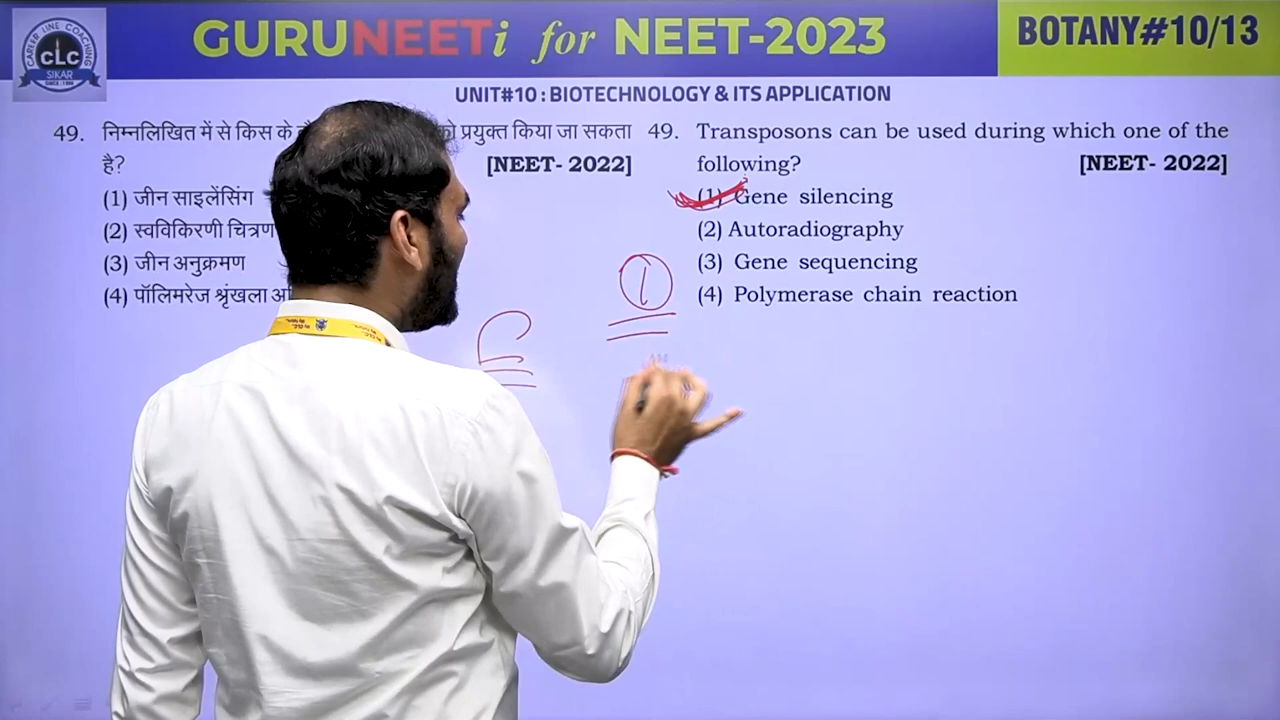 CAREER LINE COACHING
CLC
SIKAR
SINCE : 1996
GURUNEETi for NEET-2023
BOTANY#10/13
UNIT#10 : BIOTECHNOLOGY & ITS APPLICATION
49. निम्नलिखित में से किस के को प्रयुक्त किया जा सकता
है? [NEET- 2022]
(1) जीन साइलेंसिंग
(2) स्वविकिरणी चित्रण
(3) जीन अनुक्रमण
(4) पॉलिमरेज श्रृंखला
49. Transposons can be used during which one of the
following? [NEET- 2022]
(1) Gene silencing
(2) Autoradiography
(3) Gene sequencing
(4) Polymerase chain reaction
1